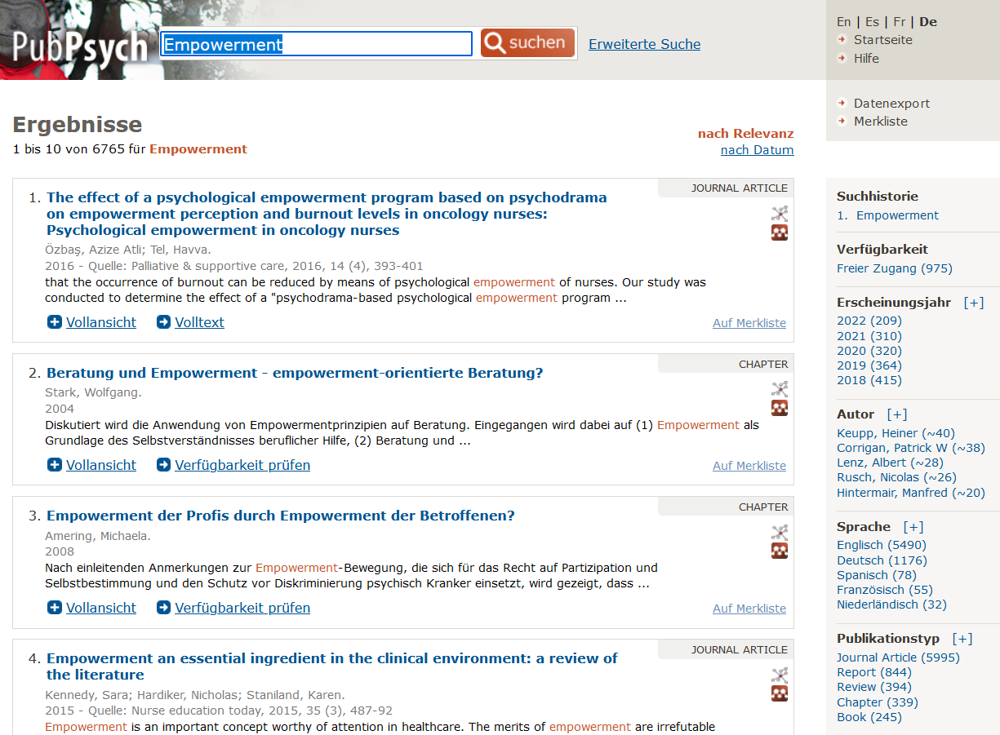 PubPsych
Empowerment
suchen
Erweiterte Suche
En | Es | Fr | De
Startseite
Hilfe
Datenexport
Merkliste
Ergebnisse
1 bis 10 von 6765 für Empowerment
nach Relevanz
nach Datum
JOURNAL ARTICLE
1. The effect of a psychological empowerment program based on psychodrama
on empowerment perception and burnout levels in oncology nurses:
Psychological empowerment in oncology nurses
Özbaş, Azize Atli; Tel, Havva.
2016 - Quelle: Palliative & supportive care, 2016, 14 (4), 393-401
that the occurrence of burnout can be reduced by means of psychological empowerment of nurses. Our study was
conducted to determine the effect of a "psychodrama-based psychological empowerment program ...
Vollansicht Volltext Auf Merkliste
CHAPTER
2. Beratung und Empowerment - empowerment-orientierte Beratung?
Stark, Wolfgang.
2004
Diskutiert wird die Anwendung von Empowermentprinzipien auf Beratung. Eingegangen wird dabei auf (1) Empowerment als
Grundlage des Selbstverständnisses beruflicher Hilfe, (2) Beratung und ...
Vollansicht Verfügbarkeit prüfen Auf Merkliste
CHAPTER
3. Empowerment der Profis durch Empowerment der Betroffenen?
Amering, Michaela.
2008
Nach einleitenden Anmerkungen zur Empowerment-Bewegung, die sich für das Recht auf Partizipation und
Selbstbestimmung und den Schutz vor Diskriminierung psychisch Kranker einsetzt, wird gezeigt, dass ...
Vollansicht Verfügbarkeit prüfen Auf Merkliste
JOURNAL ARTICLE
4. Empowerment an essential ingredient in the clinical environment: a review of
the literature
Kennedy, Sara; Hardiker, Nicholas; Staniland, Karen.
2015 - Quelle: Nurse education today, 2015, 35 (3), 487-92
Empowerment is an important concept worthy of attention in healthcare. The merits of empowerment are irrefutable
Suchhistorie
1. Empowerment
Verfügbarkeit
Freier Zugang (975)
Erscheinungsjahr [+]
2022 (209)
2021 (310)
2020 (320)
2019 (364)
2018 (415)
Autor [+]
Keupp, Heiner (~40)
Corrigan, Patrick W (~38)
Lenz, Albert (~28)
Rusch, Nicolas (~26)
Hintermair, Manfred (~20)
Sprache [+]
Englisch (5490)
Deutsch (1176)
Spanisch (78)
Französisch (55)
Niederländisch (32)
Publikationstyp [+]
Journal Article (5995)
Report (844)
Review (394)
Chapter (339)
Book (245)